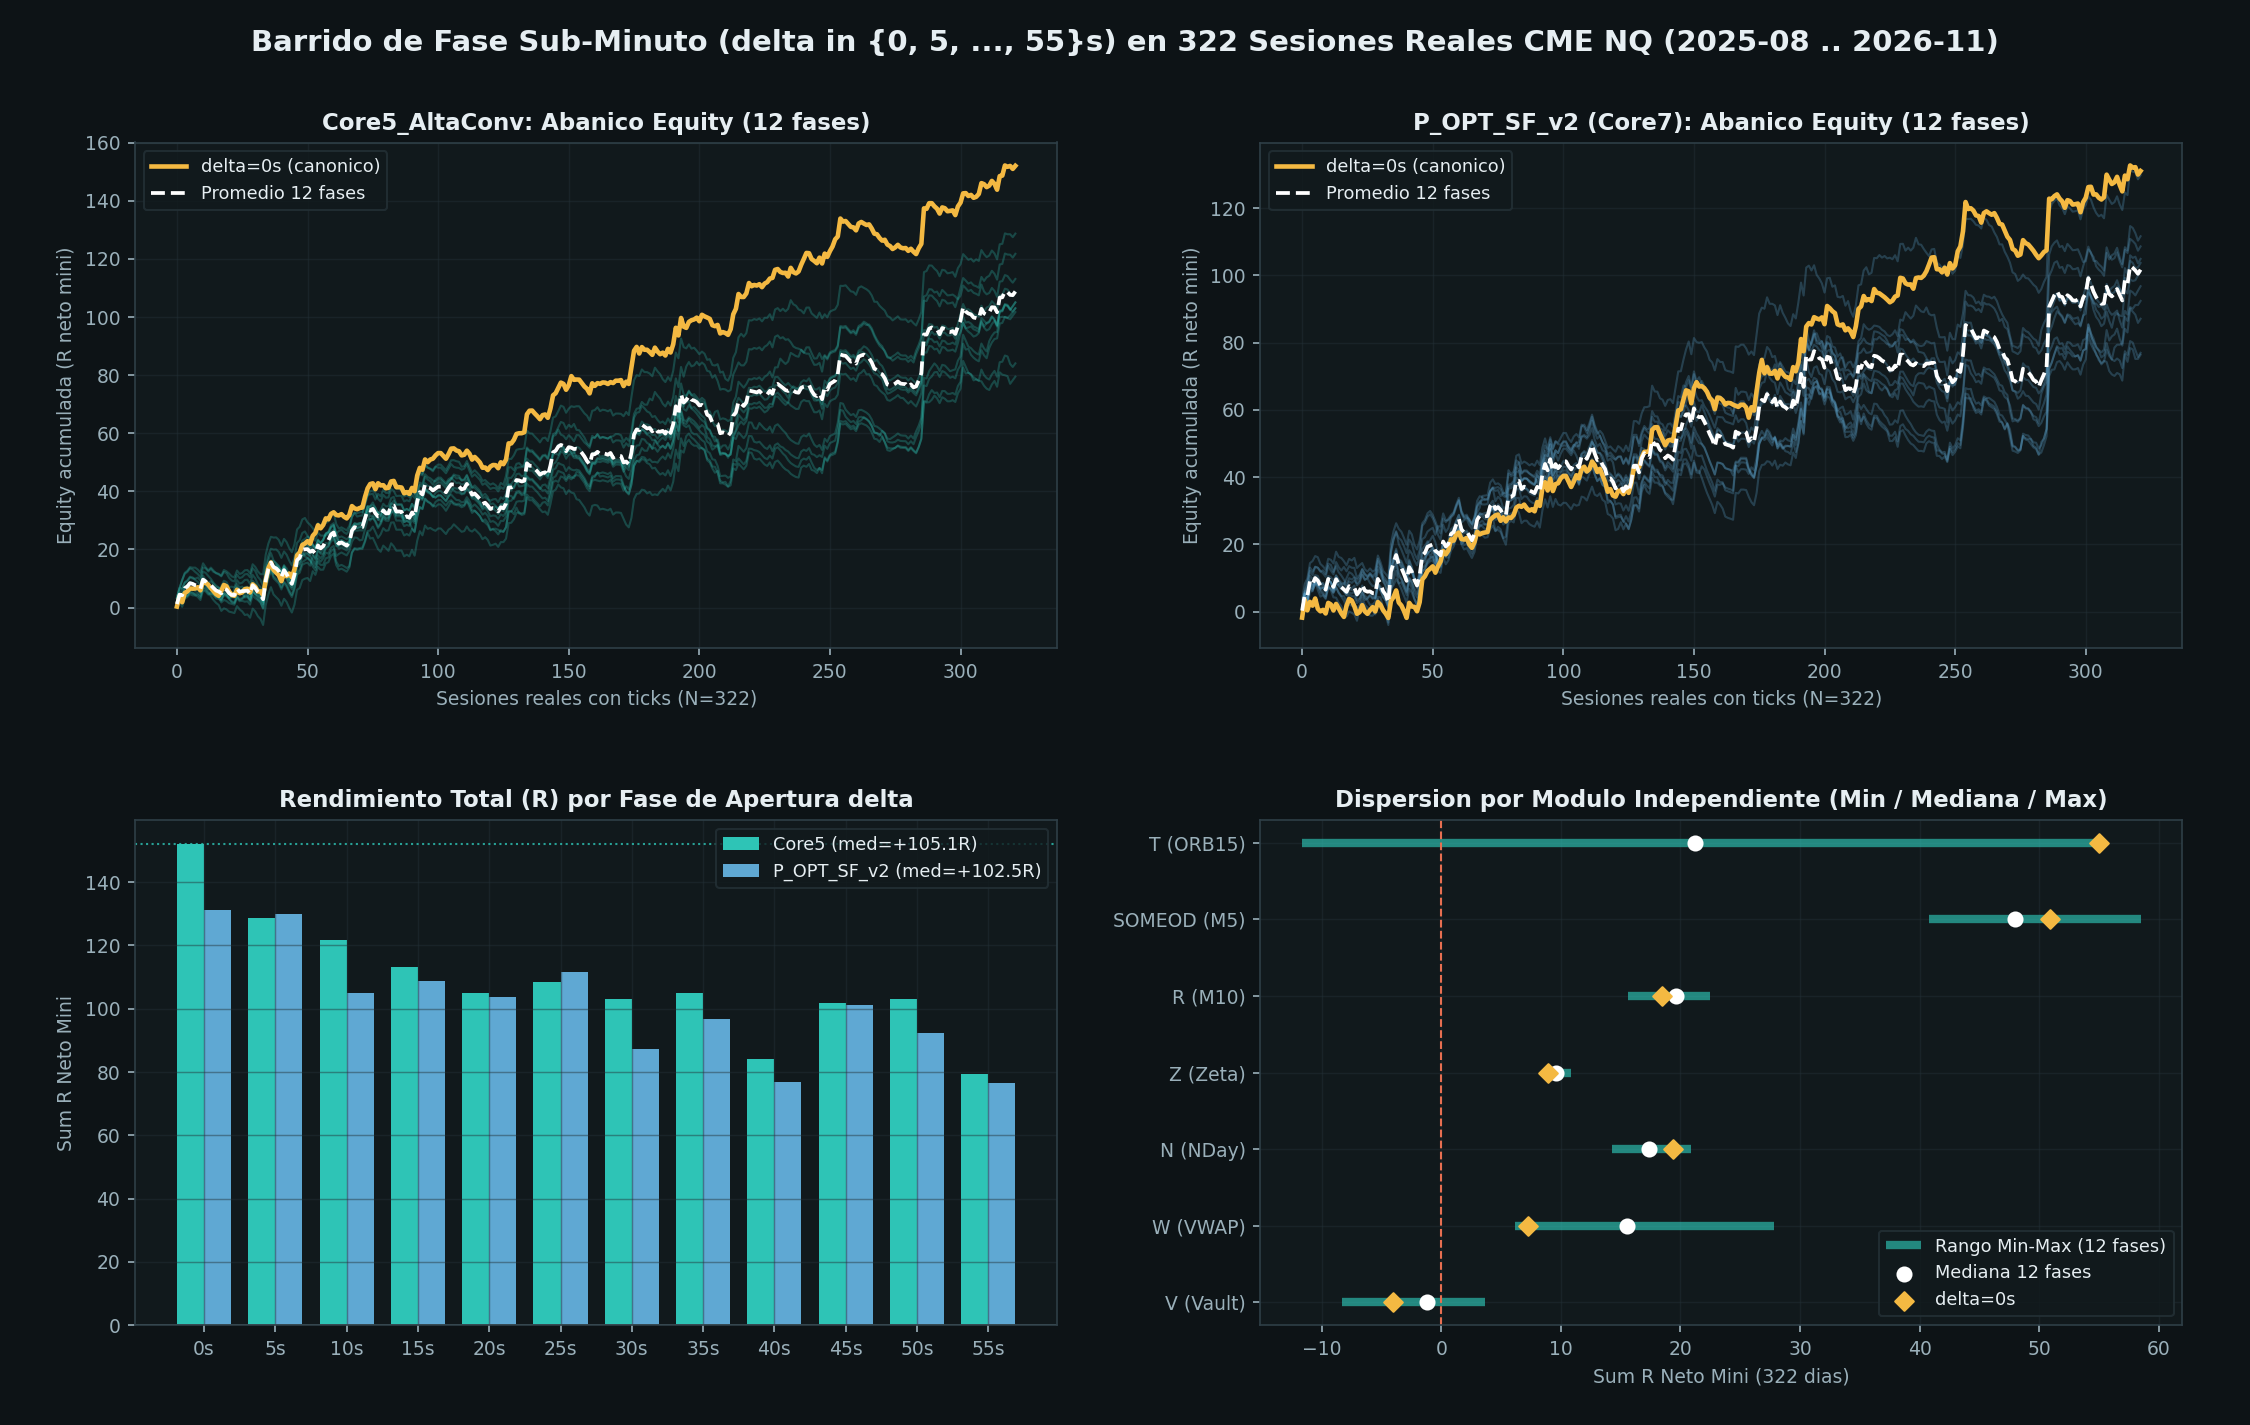 Barrido de Fase Sub-Minuto (delta in {0, 5, ..., 55}s) en 322 Sesiones Reales CME NQ (2025-08 .. 2026-11)
Core5_AltaConv: Abanico Equity (12 fases)
delta=0s (canonico)
Promedio 12 fases
Equity acumulada (R neto mini)
160
140
120
100
80
60
40
20
0
0 50 100 150 200 250 300
Sesiones reales con ticks (N=322)
P_OPT_SF_v2 (Core7): Abanico Equity (12 fases)
delta=0s (canonico)
Promedio 12 fases
Equity acumulada (R neto mini)
120
100
80
60
40
20
0
0 50 100 150 200 250 300
Sesiones reales con ticks (N=322)
Rendimiento Total (R) por Fase de Apertura delta
Core5 (med=+105.1R)
P_OPT_SF_v2 (med=+102.5R)
Sum R Neto Mini
140
120
100
80
60
40
20
0
0s 5s 10s 15s 20s 25s 30s 35s 40s 45s 50s 55s
Dispersion por Modulo Independiente (Min / Mediana / Max)
T (ORB15)
SOMEOD (M5)
R (M10)
Z (Zeta)
N (NDay)
W (VWAP)
V (Vault)
Rango Min-Max (12 fases)
Mediana 12 fases
delta=0s
−10 0 10 20 30 40 50 60
Sum R Neto Mini (322 dias)